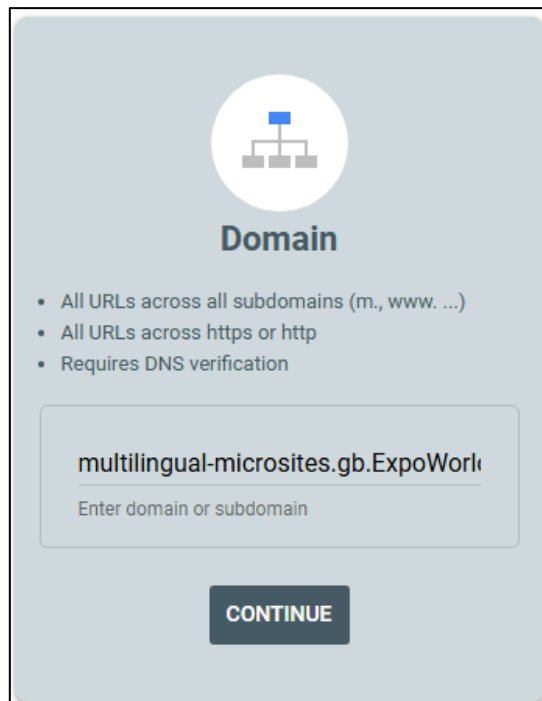 Domain
• All URLs across all subdomains (m., www. ...)
• All URLs across https or http
• Requires DNS verification
multilingual-microsites.gb.ExpoWorl
Enter domain or subdomain
CONTINUE